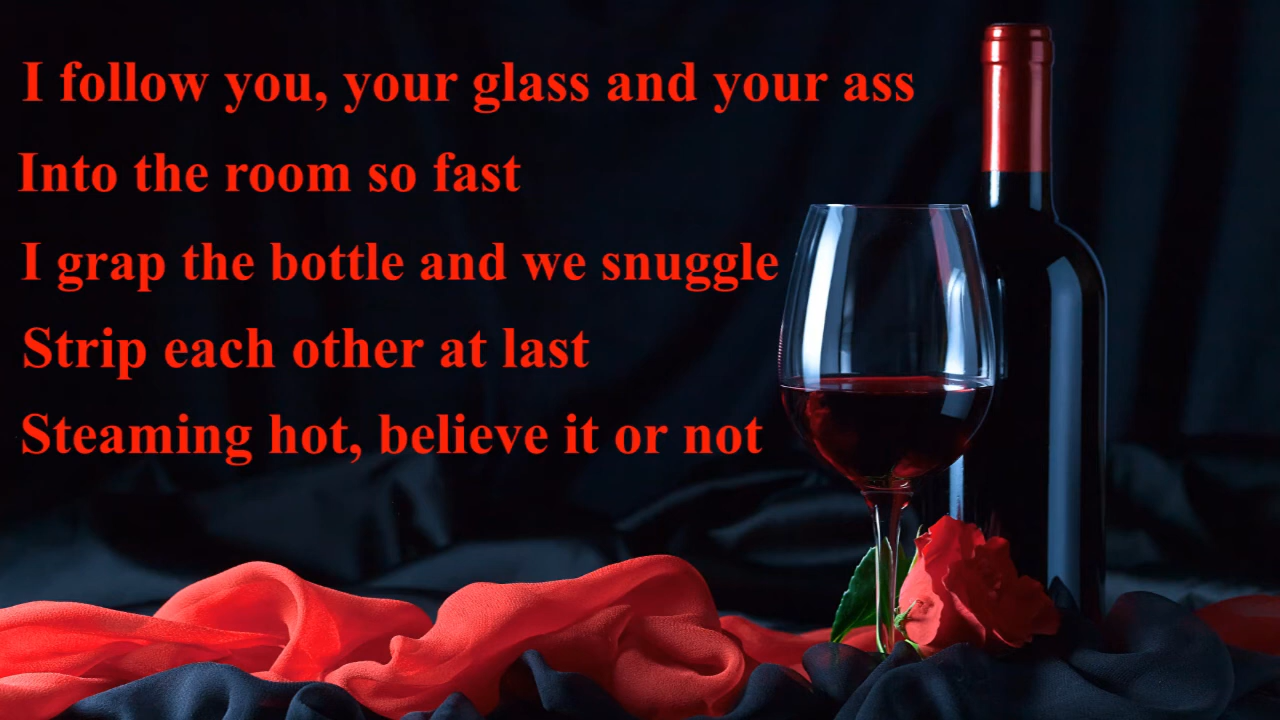 I follow you, your glass and your ass
Into the room so fast
I grap the bottle and we snuggle
Strip each other at last
Steaming hot, believe it or not